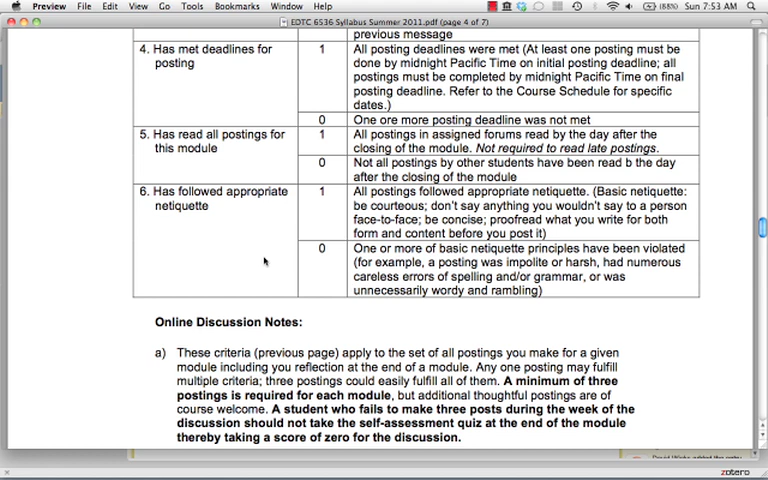 Preview File Edit View Go Tools Bookmarks Window Help (88%) Sun 7:53 AM
EDTC 6536 Syllabus Summer 2011.pdf (page 4 of 7)
previous message
4. Has met deadlines for posting
1
All posting deadlines were met (At least one posting must be
done by midnight Pacific Time on initial posting deadline; all
postings must be completed by midnight Pacific Time on final
posting deadline. Refer to the Course Schedule for specific
dates.)
0
One ore more posting deadline was not met
5. Has read all postings for
this module
1
All postings in assigned forums read by the day after the
closing of the module. Not required to read late postings.
0
Not all postings by other students have been read b the day
after the closing of the module
6. Has followed appropriate
netiquette
1
All postings followed appropriate netiquette. (Basic netiquette:
be courteous; don't say anything you wouldn't say to a person
face-to-face; be concise; proofread what you write for both
form and content before you post it)
0
One or more of basic netiquette principles have been violated
(for example, a posting was impolite or harsh, had numerous
careless errors of spelling and/or grammar, or was
unnecessarily wordy and rambling)
Online Discussion Notes:
a) These criteria (previous page) apply to the set of all postings you make for a given
module including you reflection at the end of a module. Any one posting may fulfill
multiple criteria; three postings could easily fulfill all of them. A minimum of three
postings is required for each module, but additional thoughtful postings are of
course welcome. A student who fails to make three posts during the week of the
discussion should not take the self-assessment quiz at the end of the module
thereby taking a score of zero for the discussion.
zotero